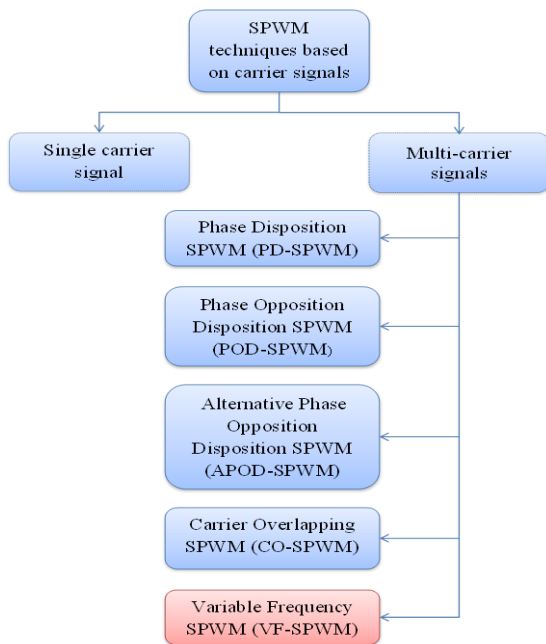 SPWM
techniques based
on carrier signals
Single carrier
signal
Multi-carrier
signals
Phase Disposition
SPWM (PD-SPWM)
Phase Opposition
Disposition SPWM
(POD-SPWM)
Alternative Phase
Opposition
Disposition SPWM
(APOD-SPWM)
Carrier Overlapping
SPWM (CO-SPWM)
Variable Frequency
SPWM (VF-SPWM)